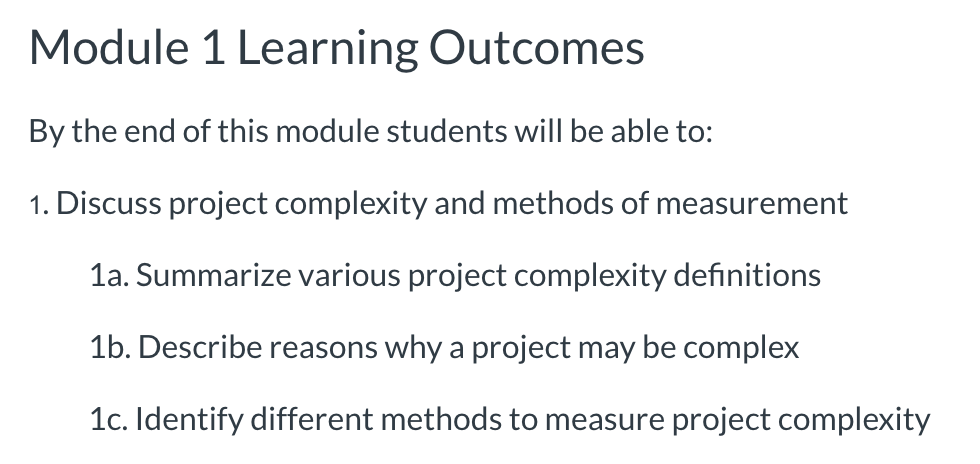 Module 1 Learning Outcomes
By the end of this module students will be able to:
1. Discuss project complexity and methods of measurement
1a. Summarize various project complexity definitions
1b. Describe reasons why a project may be complex
1c. Identify different methods to measure project complexity